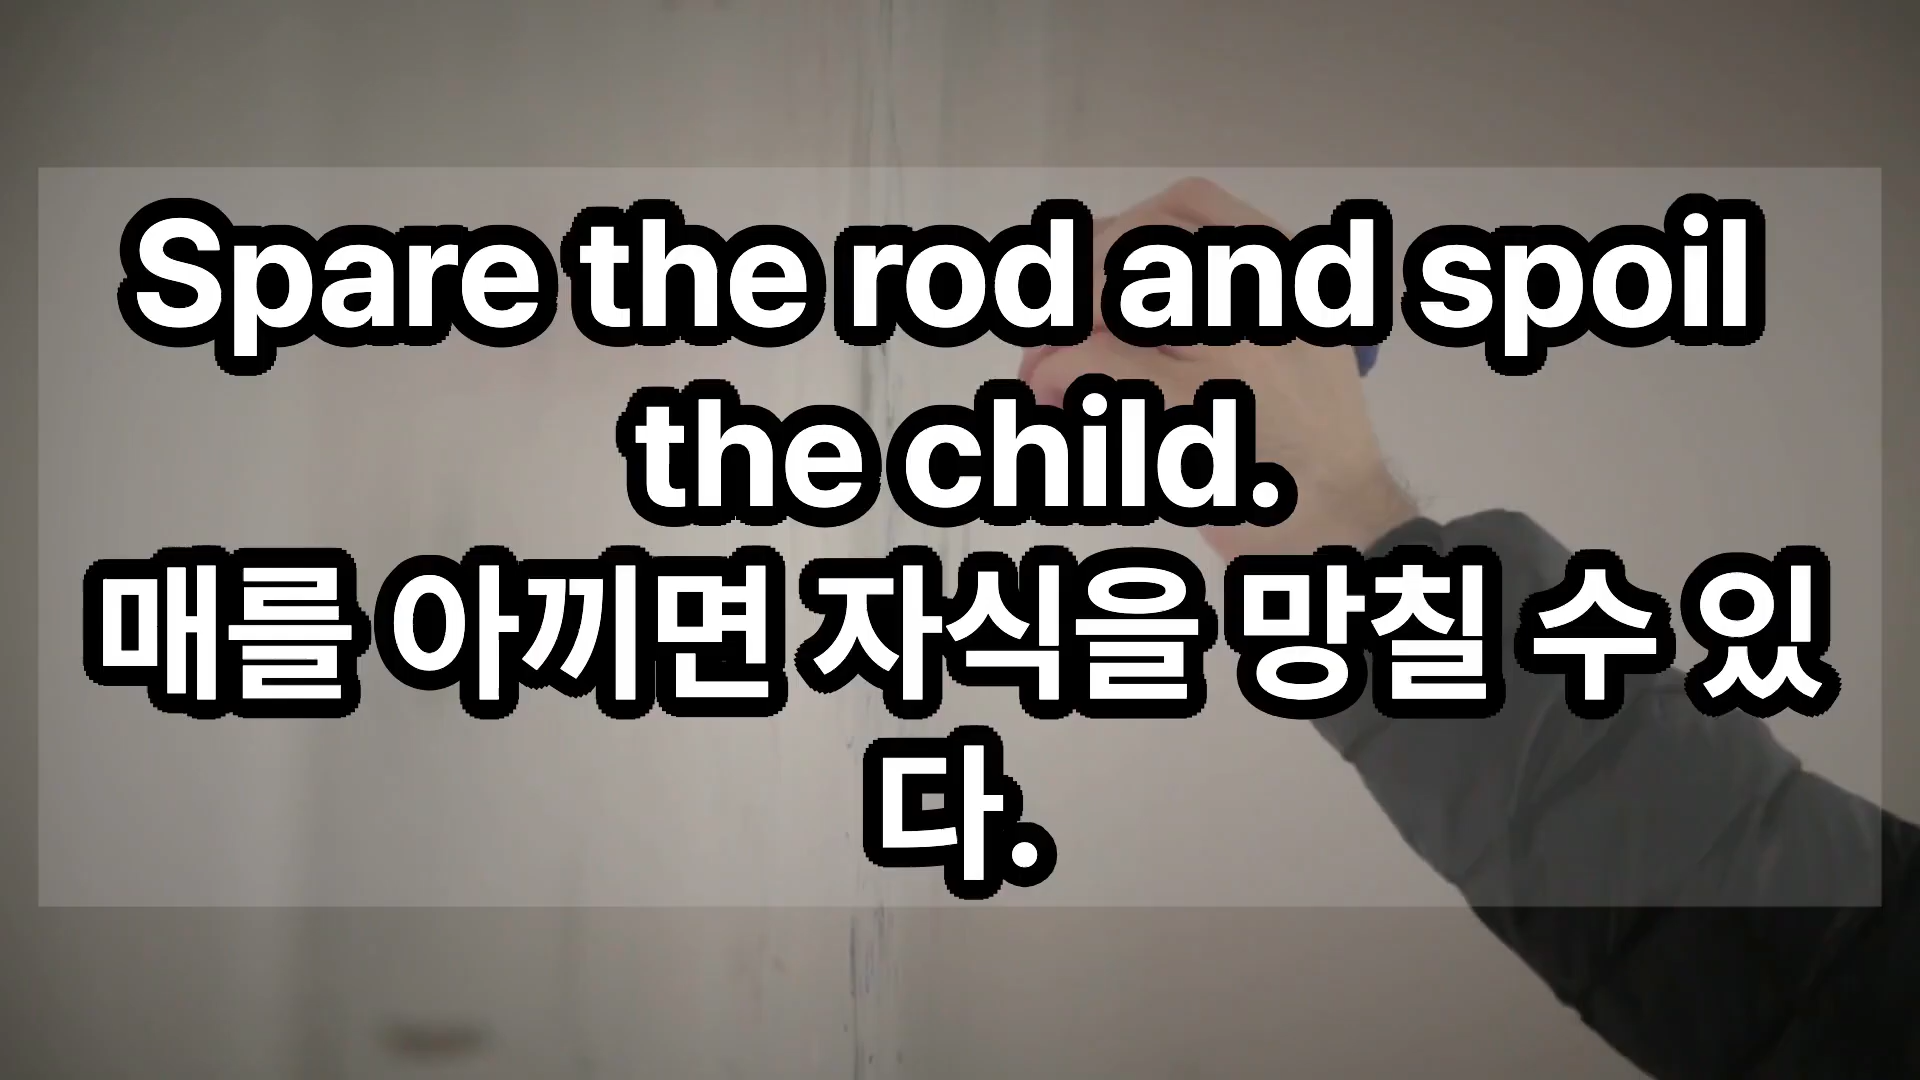 Spare the rod and spoil
the child.
매를 아끼면 자식을 망칠 수 있
다.